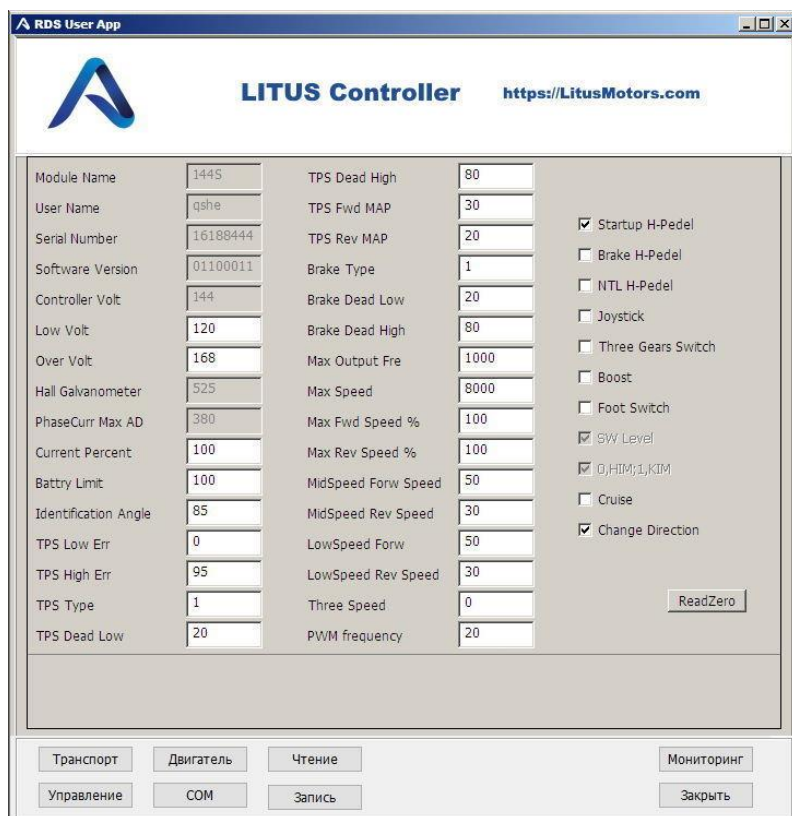 RDS User App
LITUS Controller https://LitusMotors.com
Module Name 144S TPS Dead High 80
User Name qshe TPS Fwd MAP 30
Serial Number 16188444 TPS Rev MAP 20
Software Version 01100011 Brake Type 1
Controller Volt 144 Brake Dead Low 20
Low Volt 120 Brake Dead High 80
Over Volt 168 Max Output Fre 1000
Hall Galvanometer 525 Max Speed 8000
PhaseCurr Max AD 380 Max Fwd Speed % 100
Current Percent 100 Max Rev Speed % 100
Battry Limit 100 MidSpeed Forw Speed 50
Identification Angle 85 MidSpeed Rev Speed 30
TPS Low Err 0 LowSpeed Forw 50
TPS High Err 95 LowSpeed Rev Speed 30
TPS Type 1 Three Speed 0
TPS Dead Low 20 PWM frequency 20
Startup H-Pedel
Brake H-Pedel
NTL H-Pedel
Joystick
Three Gears Switch
Boost
Foot Switch
SW Level
0,HIM;1,KIM
Cruise
Change Direction
ReadZero
Транспорт Двигатель Чтение Мониторинг
Управление COM Запись Закрыть